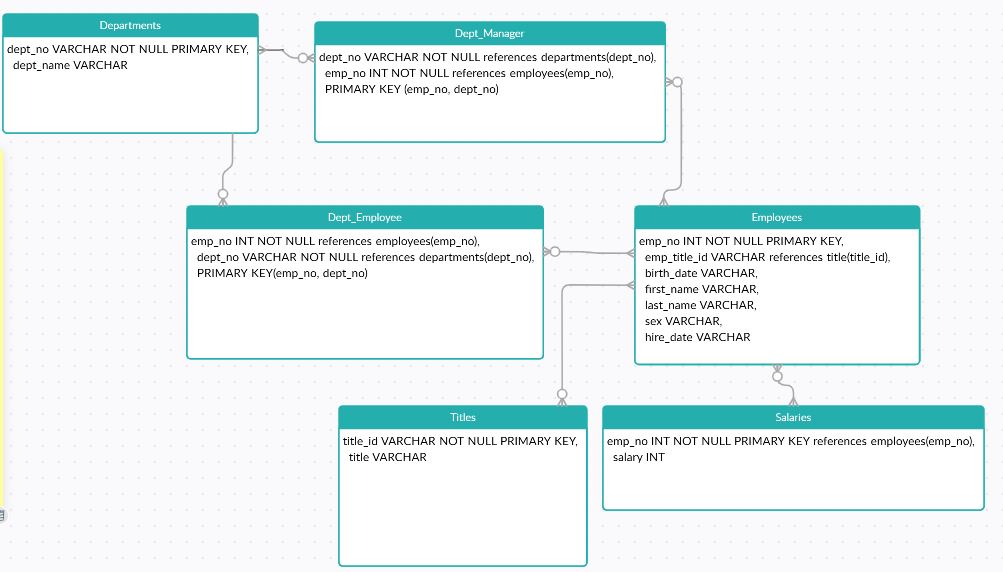 Departments
dept_no VARCHAR NOT NULL PRIMARY KEY,
dept_name VARCHAR
Dept_Manager
dept_no VARCHAR NOT NULL references departments(dept_no),
emp_no INT NOT NULL references employees(emp_no),
PRIMARY KEY (emp_no, dept_no)
Dept_Employee
emp_no INT NOT NULL references employees(emp_no),
dept_no VARCHAR NOT NULL references departments(dept_no),
PRIMARY KEY(emp_no, dept_no)
Employees
emp_no INT NOT NULL PRIMARY KEY,
emp_title_id VARCHAR references title(title_id),
birth_date VARCHAR,
first_name VARCHAR,
last_name VARCHAR,
sex VARCHAR,
hire_date VARCHAR
Titles
title_id VARCHAR NOT NULL PRIMARY KEY,
title VARCHAR
Salaries
emp_no INT NOT NULL PRIMARY KEY references employees(emp_no),
salary INT